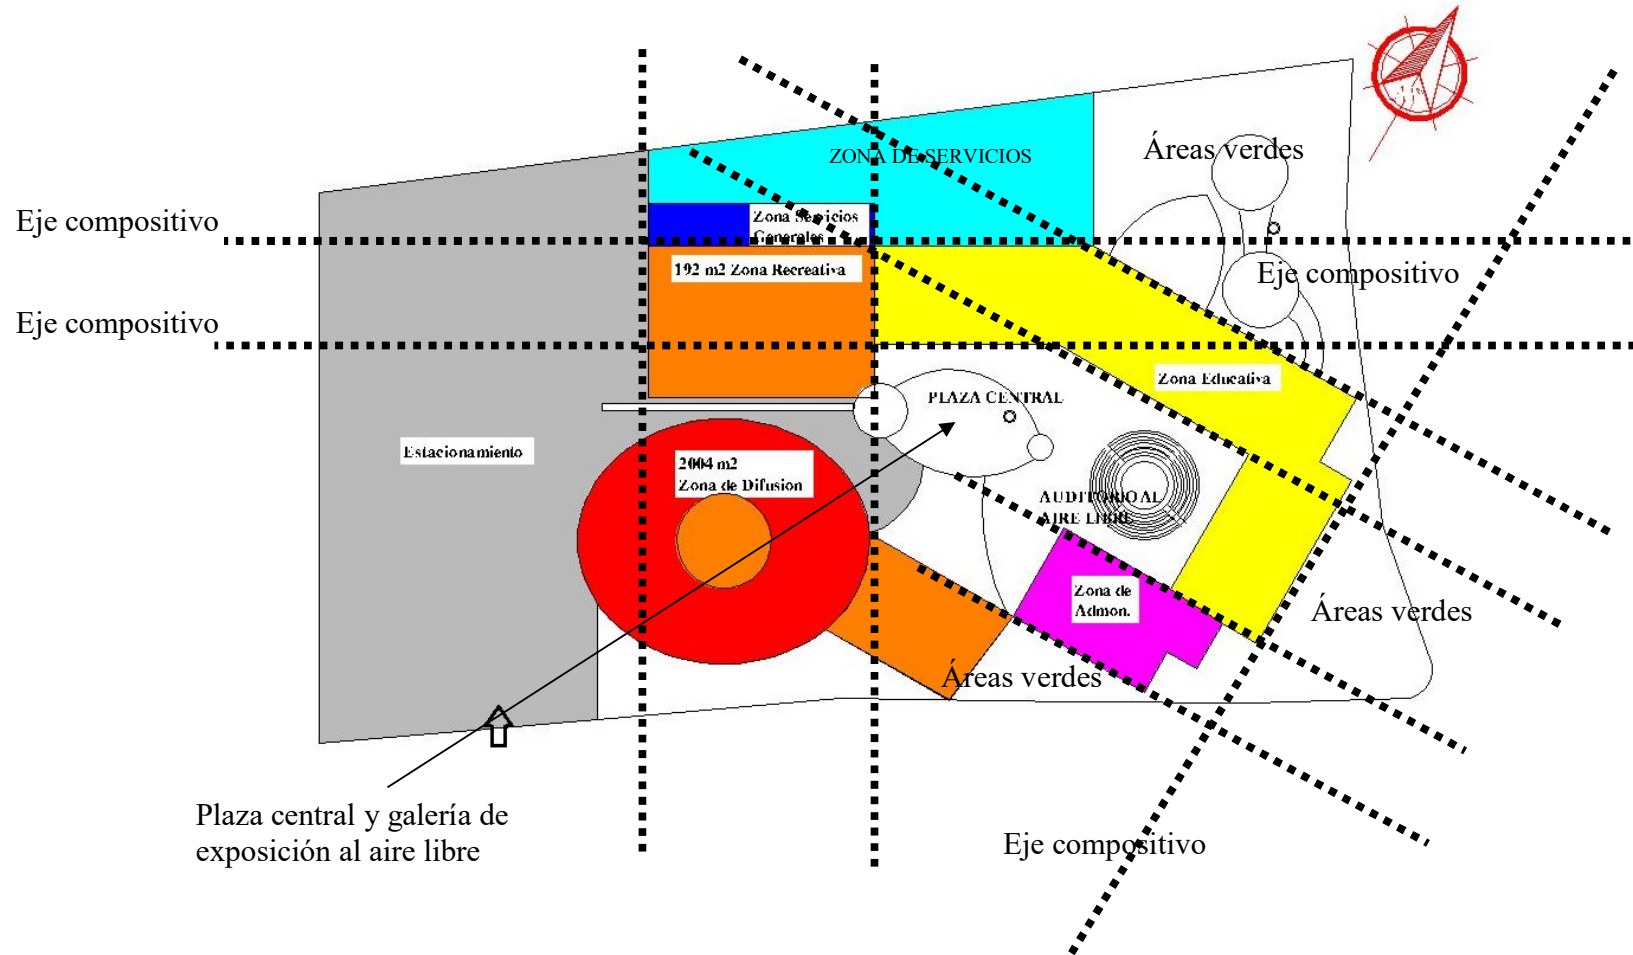 Áreas verdes
ZONA DE SERVICIOS
Eje compositivo
Zona Servicios
Generales
192 m2 Zona Recreativa
Eje compositivo
Eje compositivo
Zona Educativa
PLAZA CENTRAL
Estacionamiento
2004 m2
Zona de Difusion
AUDITORIO AL
AIRE LIBRE
Zona de
Admon.
Áreas verdes
Áreas verdes
Plaza central y galería de
exposición al aire libre
Eje compositivo